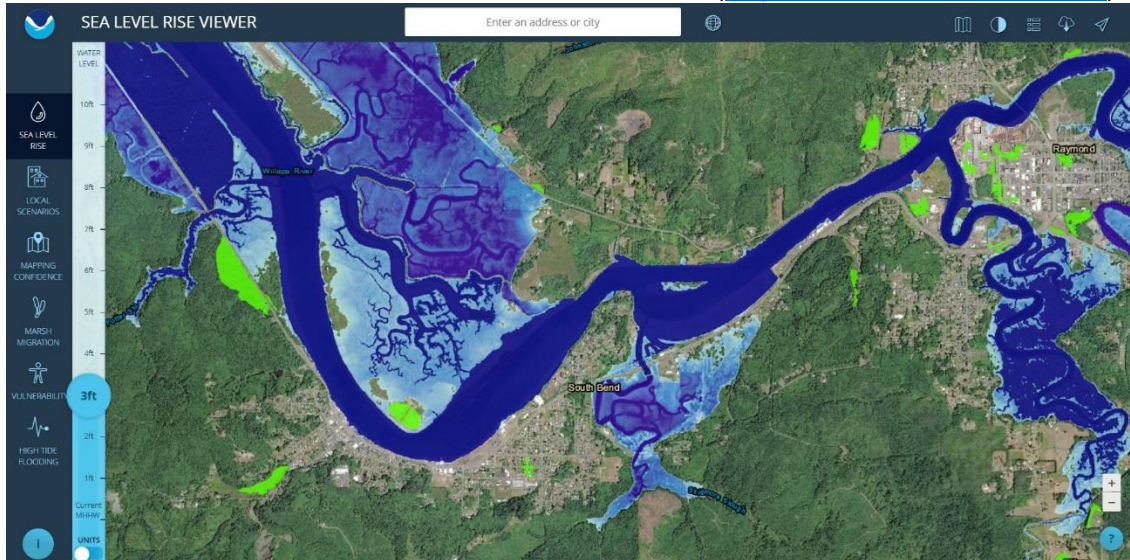 SEA LEVEL RISE VIEWER
Enter an address or city
WATER
LEVEL
10ft
9ft
8ft
7ft
6ft
5ft
4ft
3ft
2ft
1ft
Current
MHHW
UNITS
SEA LEVEL
RISE
LOCAL
SCENARIOS
MAPPING
CONFIDENCE
MARSH
MIGRATION
VULNERABILITY
HIGH TIDE
FLOODING
i
Willapa River
Raymond
South Bend
+
−
?